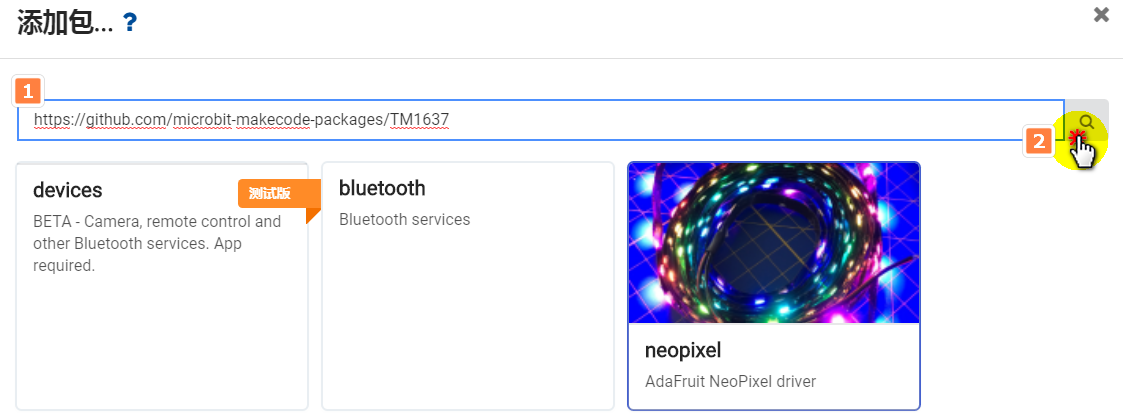 添加包... ?
1
https://github.com/microbit-makecode-packages/TM1637
2
devices
测试版
BETA - Camera, remote control and
other Bluetooth services. App
required.
bluetooth
Bluetooth services
neopixel
AdaFruit NeoPixel driver